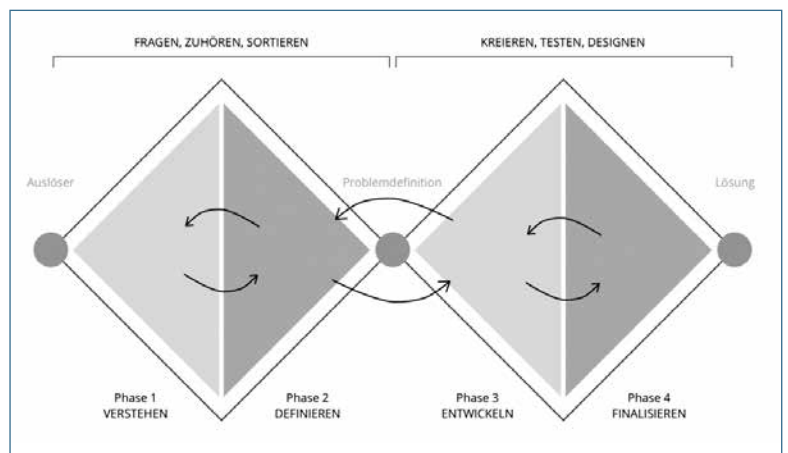 FRAGEN, ZUHÖREN, SORTIEREN
KREIEREN, TESTEN, DESIGNEN
Auslöser
Problemdefinition
Lösung
Phase 1
VERSTEHEN
Phase 2
DEFINIEREN
Phase 3
ENTWICKELN
Phase 4
FINALISIEREN